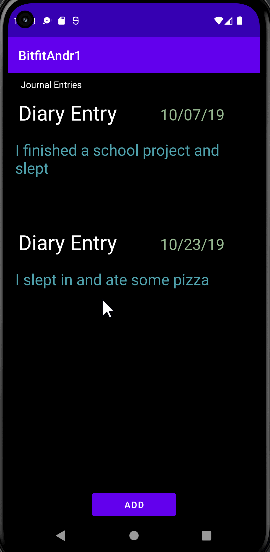 BitfitAndr1
Journal Entries
Diary Entry 10/07/19
I finished a school project and
slept
Diary Entry 10/23/19
I slept in and ate some pizza
ADD